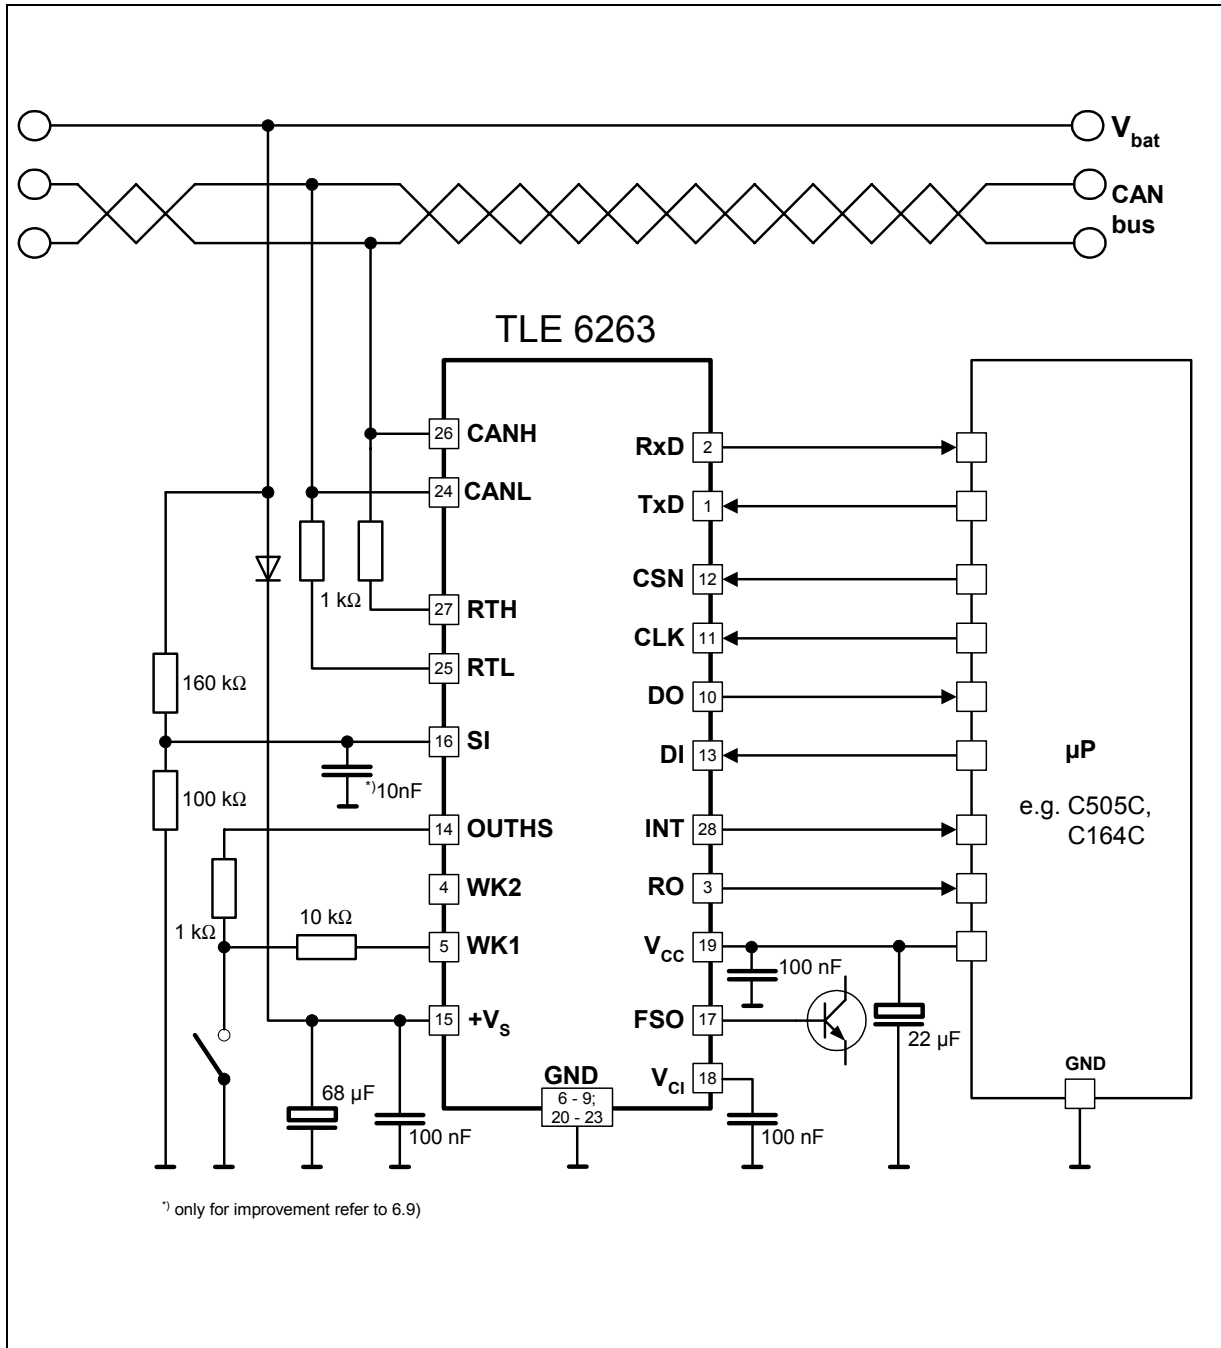 V_bat
CAN
bus
TLE 6263
26 CANH
RxD 2
24 CANL
TxD 1
CSN 12
1 kΩ
27 RTH
CLK 11
25 RTL
160 kΩ
DO 10
16 SI
DI 13
µP
*)10nF
100 kΩ
e.g. C505C,
C164C
14 OUTHS
INT 28
4 WK2
RO 3
1 kΩ
10 kΩ
5 WK1
V_CC 19
100 nF
15 +V_S
FSO 17
22 µF
GND
V_CI 18
GND
6 - 9;
20 - 23
68 µF
100 nF
100 nF
*) only for improvement refer to 6.9)